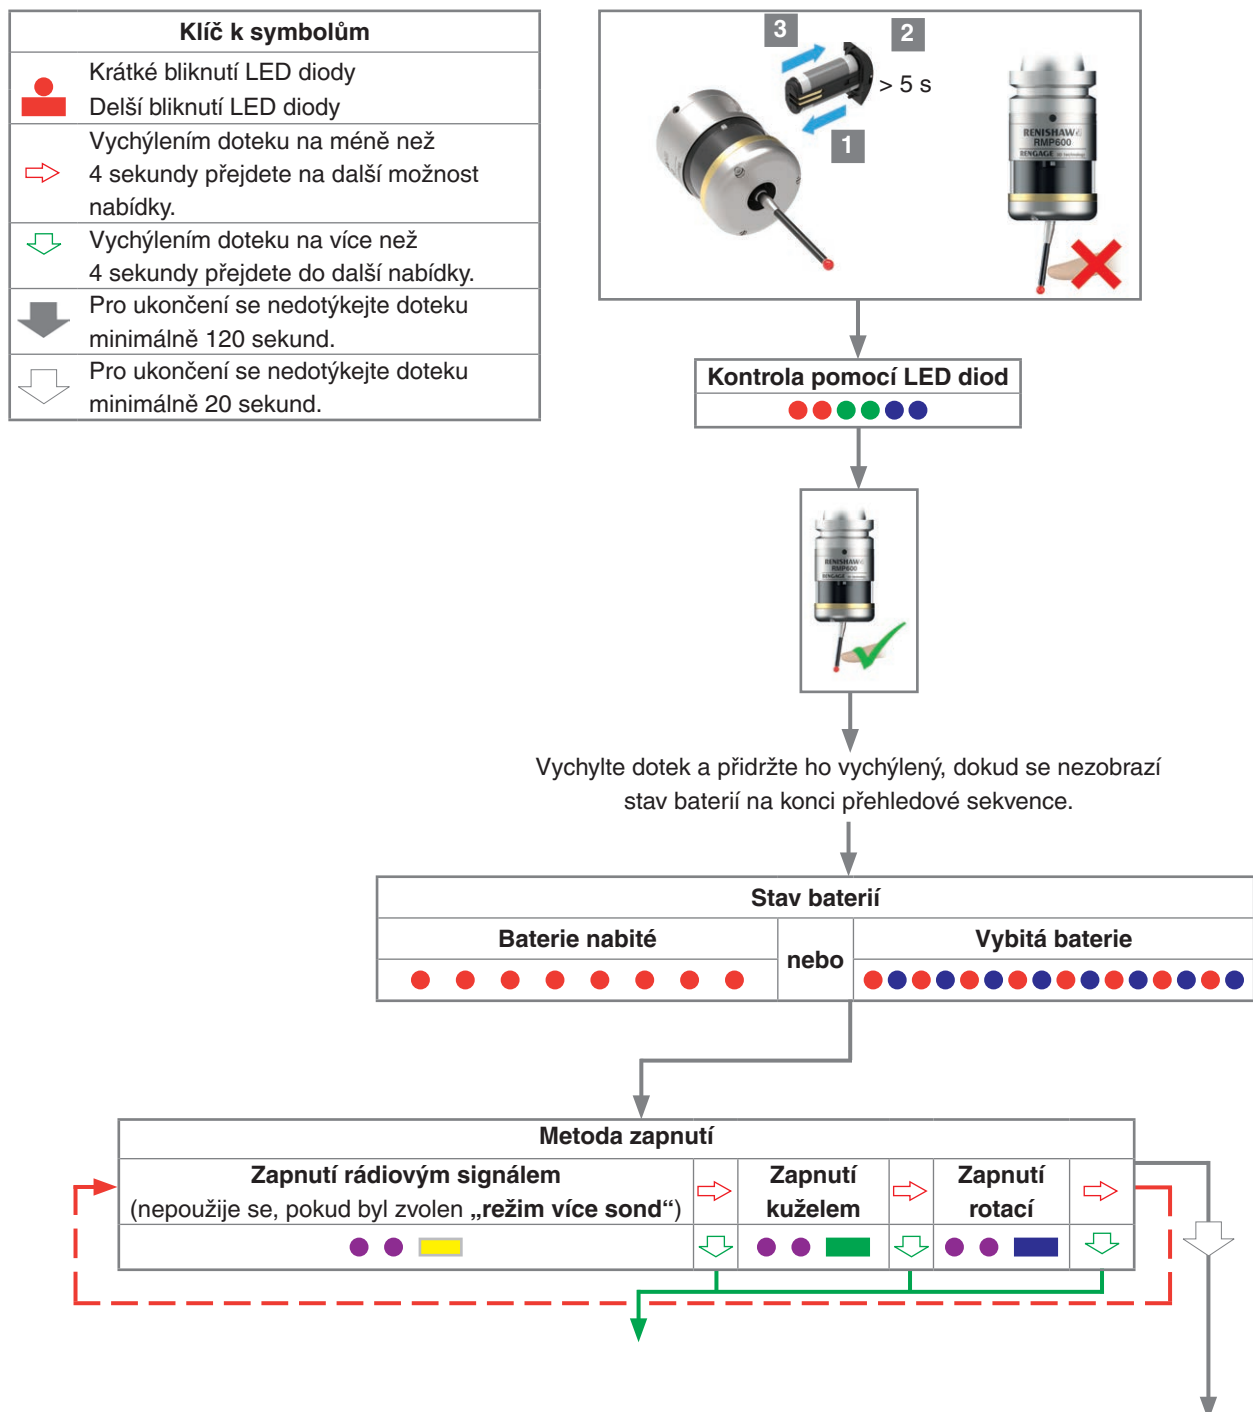 Klíč k symbolům
Krátké bliknutí LED diody
Delší bliknutí LED diody
Vychýlením doteku na méně než
4 sekundy přejdete na další možnost
nabídky.
Vychýlením doteku na více než
4 sekundy přejdete do další nabídky.
Pro ukončení se nedotýkejte doteku
minimálně 120 sekund.
Pro ukončení se nedotýkejte doteku
minimálně 20 sekund.
3
2
> 5 s
1
RENISHAW
RMP600
RENGAGE
Kontrola pomocí LED diod
RENISHAW
RMP600
RENGAGE
Vychylte dotek a přidržte ho vychýlený, dokud se nezobrazí
stav baterií na konci přehledové sekvence.
Stav baterií
Baterie nabité
nebo
Vybitá baterie
Metoda zapnutí
Zapnutí rádiovým signálem
(nepoužije se, pokud byl zvolen „režim více sond“)
Zapnutí
kuželem
Zapnutí
rotací